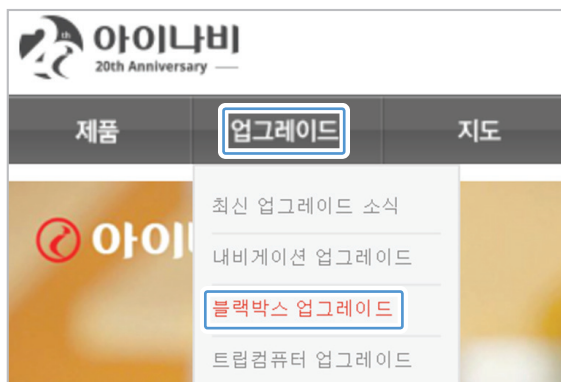 20th
아이나비
20th Anniversary
제품 업그레이드 지도
최신 업그레이드 소식
아이나
내비게이션 업그레이드
블랙박스 업그레이드
트립컴퓨터 업그레이드